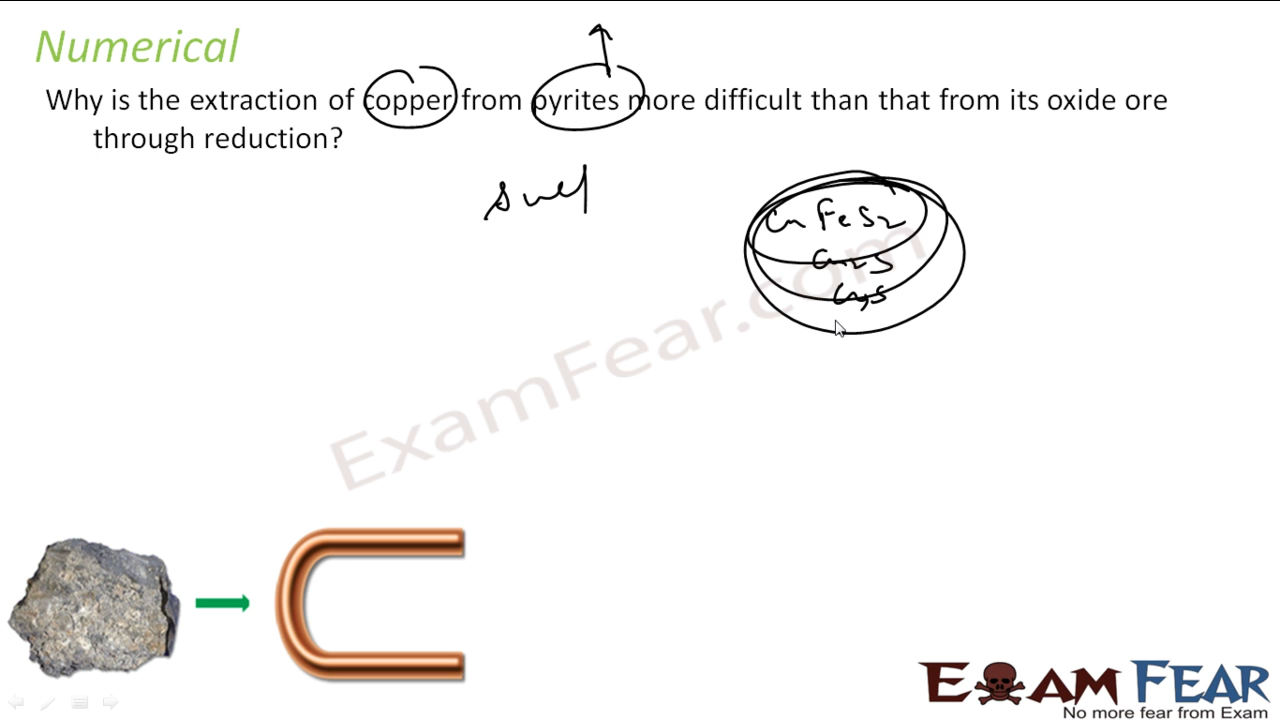 Numerical
Why is the extraction of copper from pyrites more difficult than that from its oxide ore
through reduction?
CuFeS2
Cu2S
ExamFear.com
EXAM FEAR
No more fear from Exam